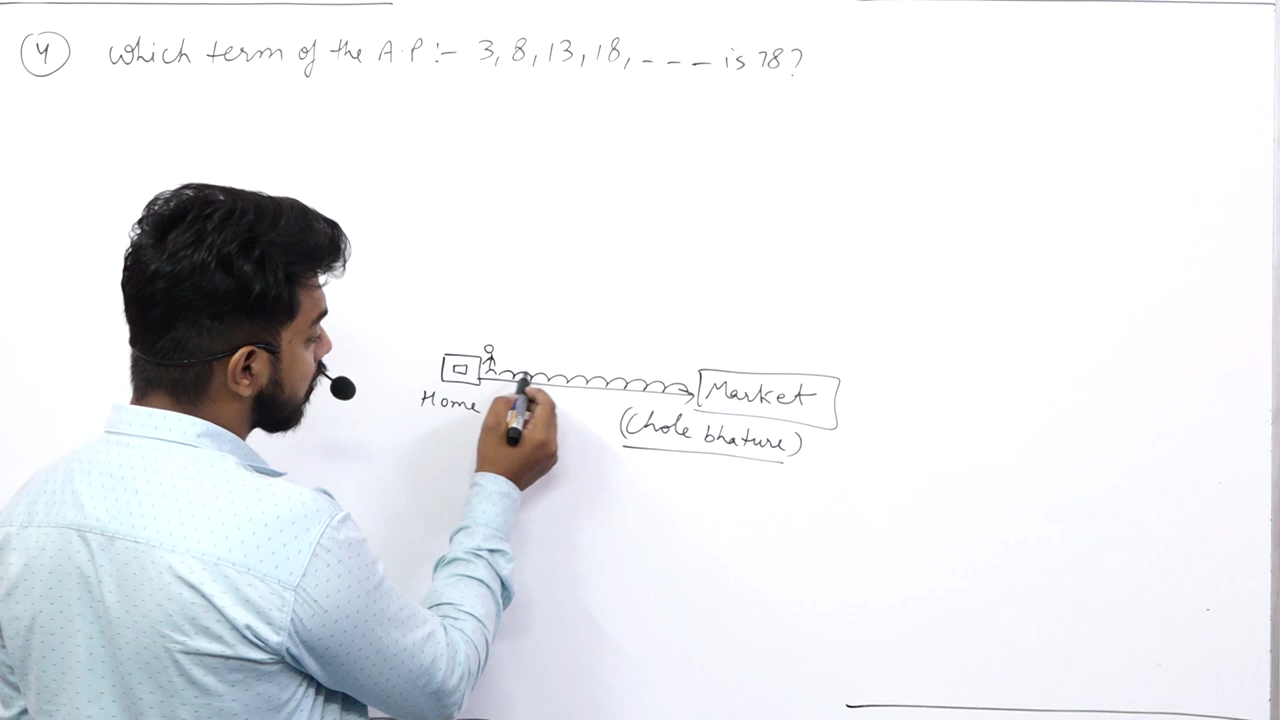 4 Which term of the A.P :- 3, 8, 13, 18, - - - is 78?
Home
Market
(Chole bhature)